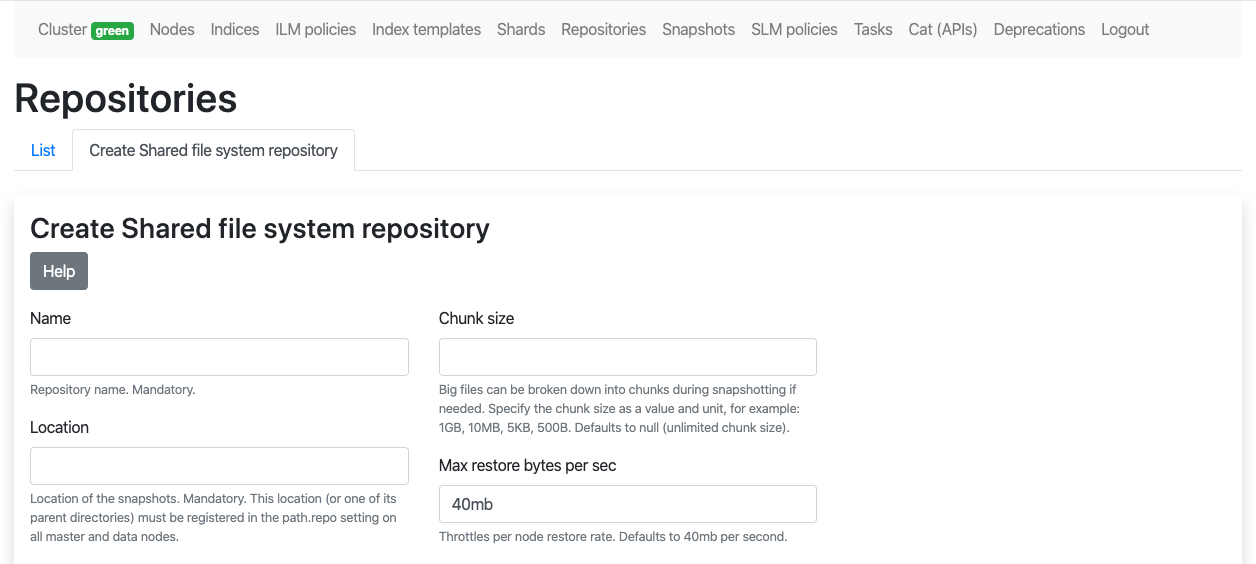 Cluster green Nodes Indices ILM policies Index templates Shards Repositories Snapshots SLM policies Tasks Cat (APIs) Deprecations Logout
Repositories
List Create Shared file system repository
Create Shared file system repository
Help
Name
Repository name. Mandatory.
Location
Location of the snapshots. Mandatory. This location (or one of its
parent directories) must be registered in the path.repo setting on
all master and data nodes.
Chunk size
Big files can be broken down into chunks during snapshotting if
needed. Specify the chunk size as a value and unit, for example:
1GB, 10MB, 5KB, 500B. Defaults to null (unlimited chunk size).
Max restore bytes per sec
40mb
Throttles per node restore rate. Defaults to 40mb per second.